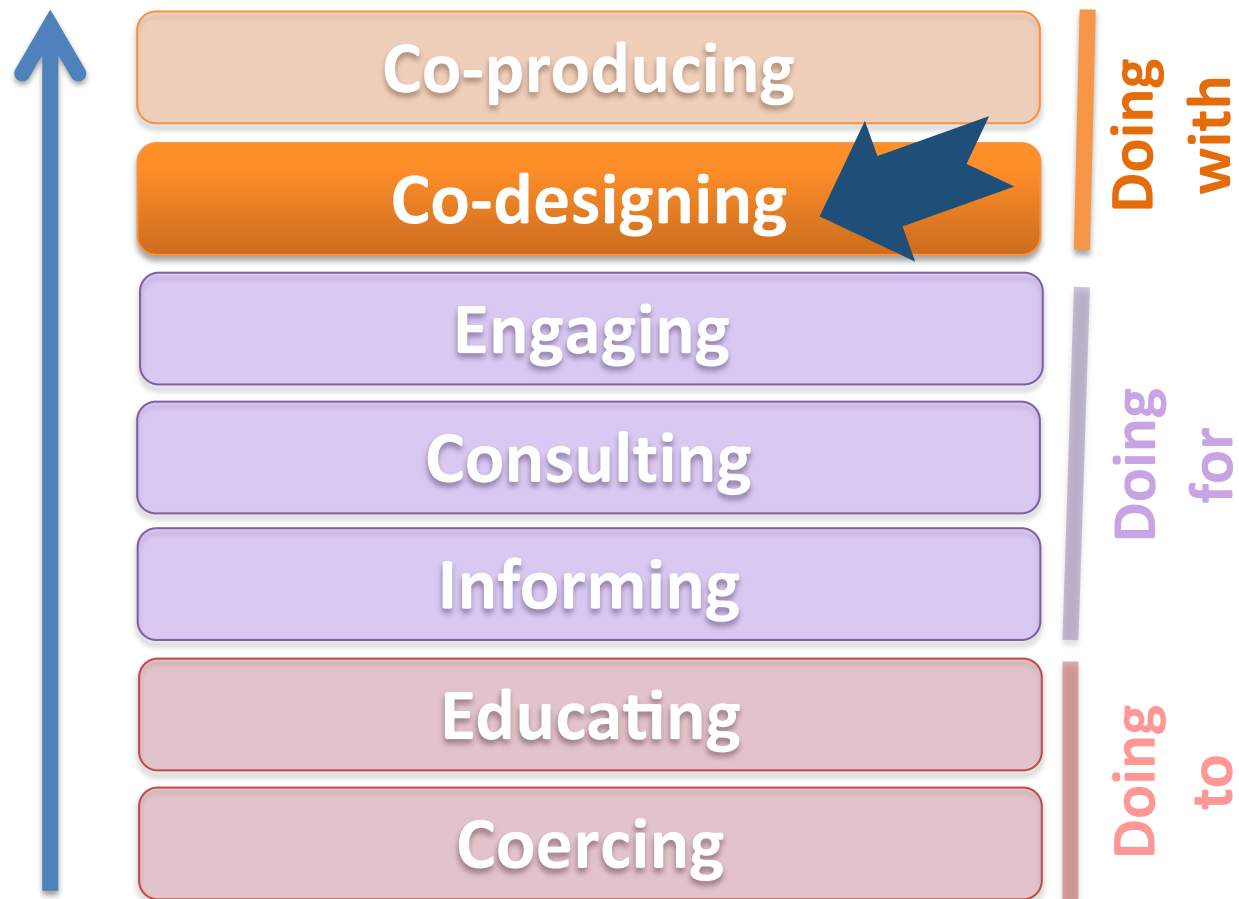 Co-producing
Co-designing
Engaging
Consulting
Informing
Educating
Coercing
Doing
with
Doing
for
Doing
to